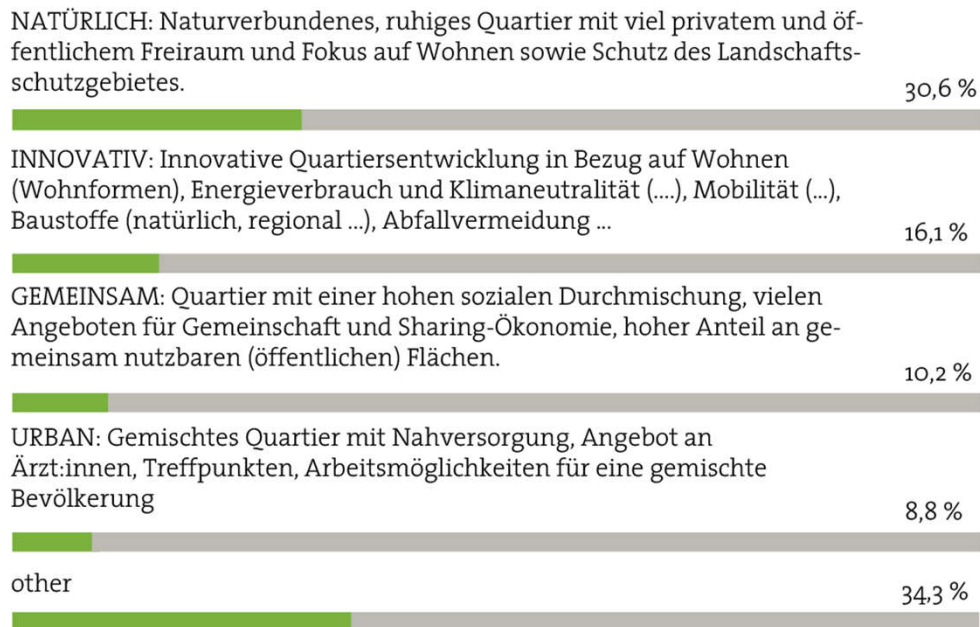 NATÜRLICH: Naturverbundenes, ruhiges Quartier mit viel privatem und öf-
fentlichem Freiraum und Fokus auf Wohnen sowie Schutz des Landschafts-
schutzgebietes.
30,6 %
INNOVATIV: Innovative Quartiersentwicklung in Bezug auf Wohnen
(Wohnformen), Energieverbrauch und Klimaneutralität (....), Mobilität (...),
Baustoffe (natürlich, regional ...), Abfallvermeidung ...
16,1 %
GEMEINSAM: Quartier mit einer hohen sozialen Durchmischung, vielen
Angeboten für Gemeinschaft und Sharing-Ökonomie, hoher Anteil an ge-
meinsam nutzbaren (öffentlichen) Flächen.
10,2 %
URBAN: Gemischtes Quartier mit Nahversorgung, Angebot an
Ärzt:innen, Treffpunkten, Arbeitsmöglichkeiten für eine gemischte
Bevölkerung
8,8 %
other
34,3 %